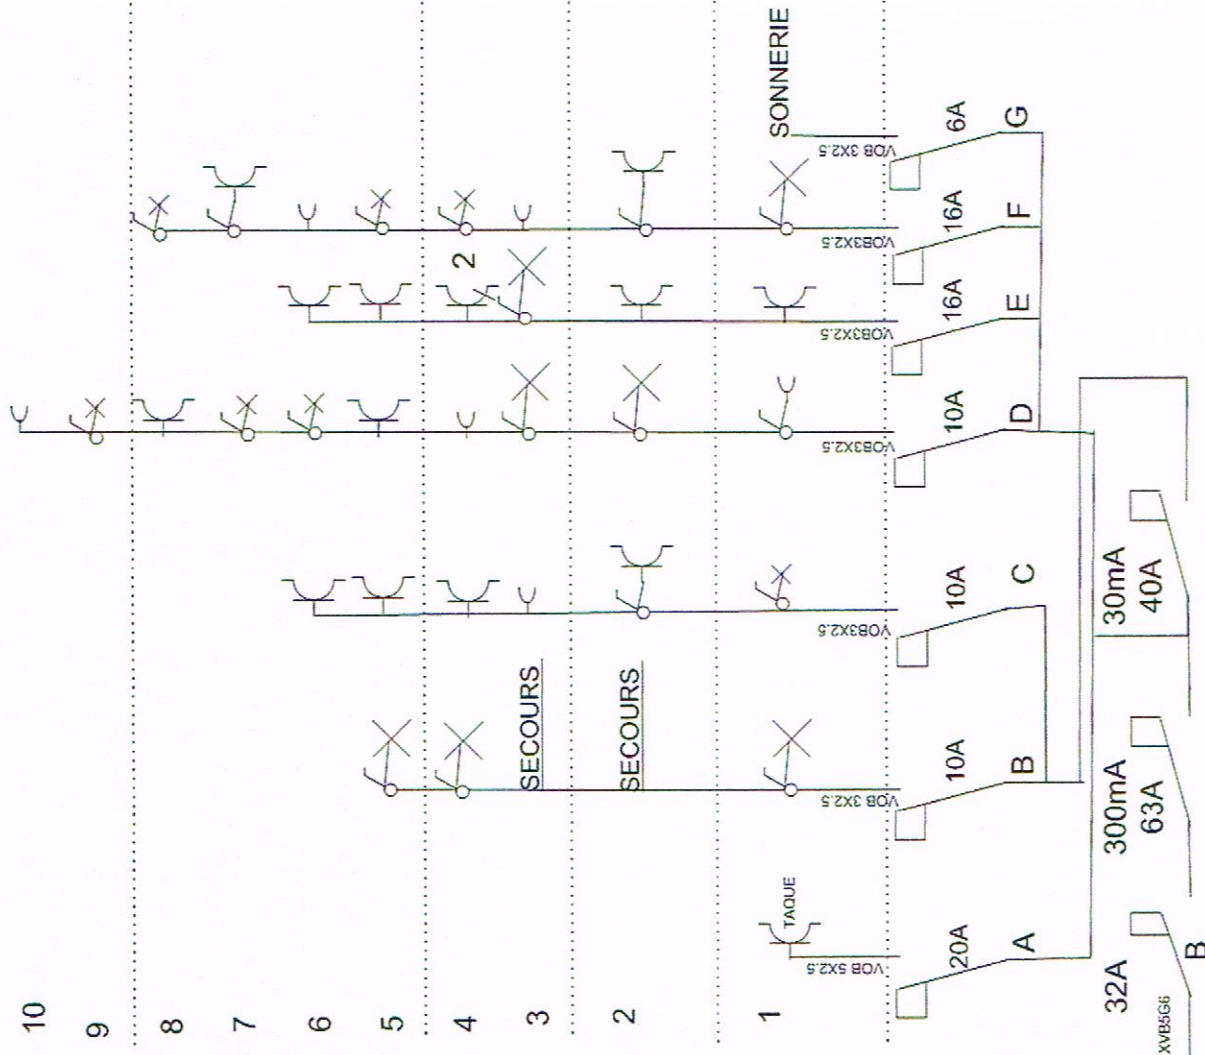 10
9
8
7
6
5
4
3
2
1
SONNERIE
2
SECOURS
SECOURS
TAQUE
VOB 5X2.5
VOB 3X2.5
VOB3X2.5
VOB3X2.5
VOB3X2.5
VOB3X2.5
VOB 3X2.5
20A
10A
10A
10A
16A
16A
6A
A
B
C
D
E
F
G
32A
300mA
63A
30mA
40A
XVB5G6
B